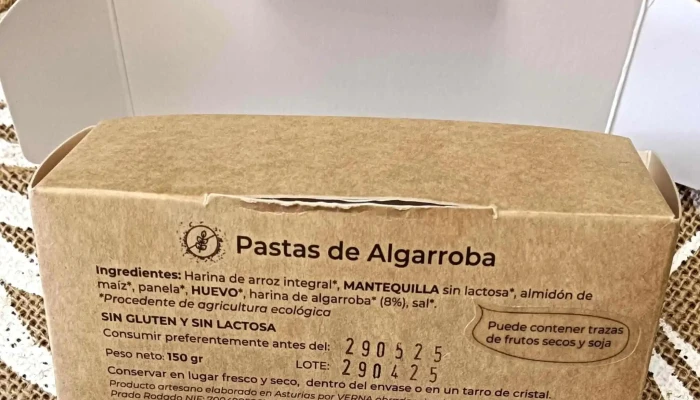 Pastas de Algarroba
Ingredientes: Harina de arroz integral*, MANTEQUILLA sin lactosa*, almidón de
maíz*, panela*, HUEVO*, harina de algarroba* (8%), sal*.
*Procedente de agricultura ecológica
SIN GLUTEN Y SIN LACTOSA
Puede contener trazas
de frutos secos y soja
Consumir preferentemente antes del: 290525
Peso neto: 150 gr
LOTE: 290425
Conservar en lugar fresco y seco, dentro del envase o en un tarro de cristal.
Producto artesano elaborado en Asturias por VERNA
Prado Rodado NIF: